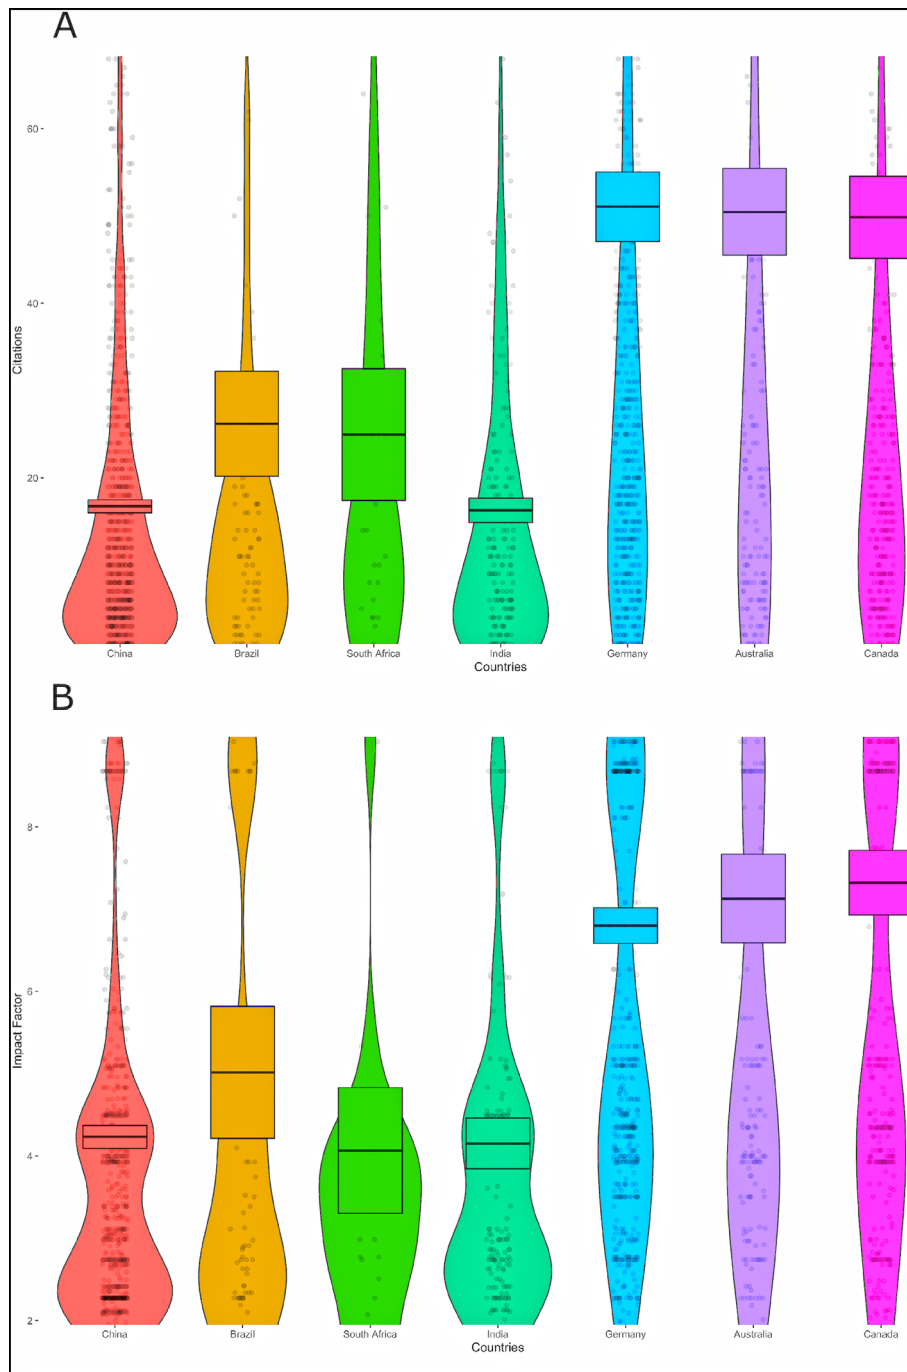 A
60
40
20
Citations
China Brazil South Africa India Germany Australia Canada
Countries
B
8
6
4
2
Impact Factor
China Brazil South Africa India Germany Australia Canada
Countries